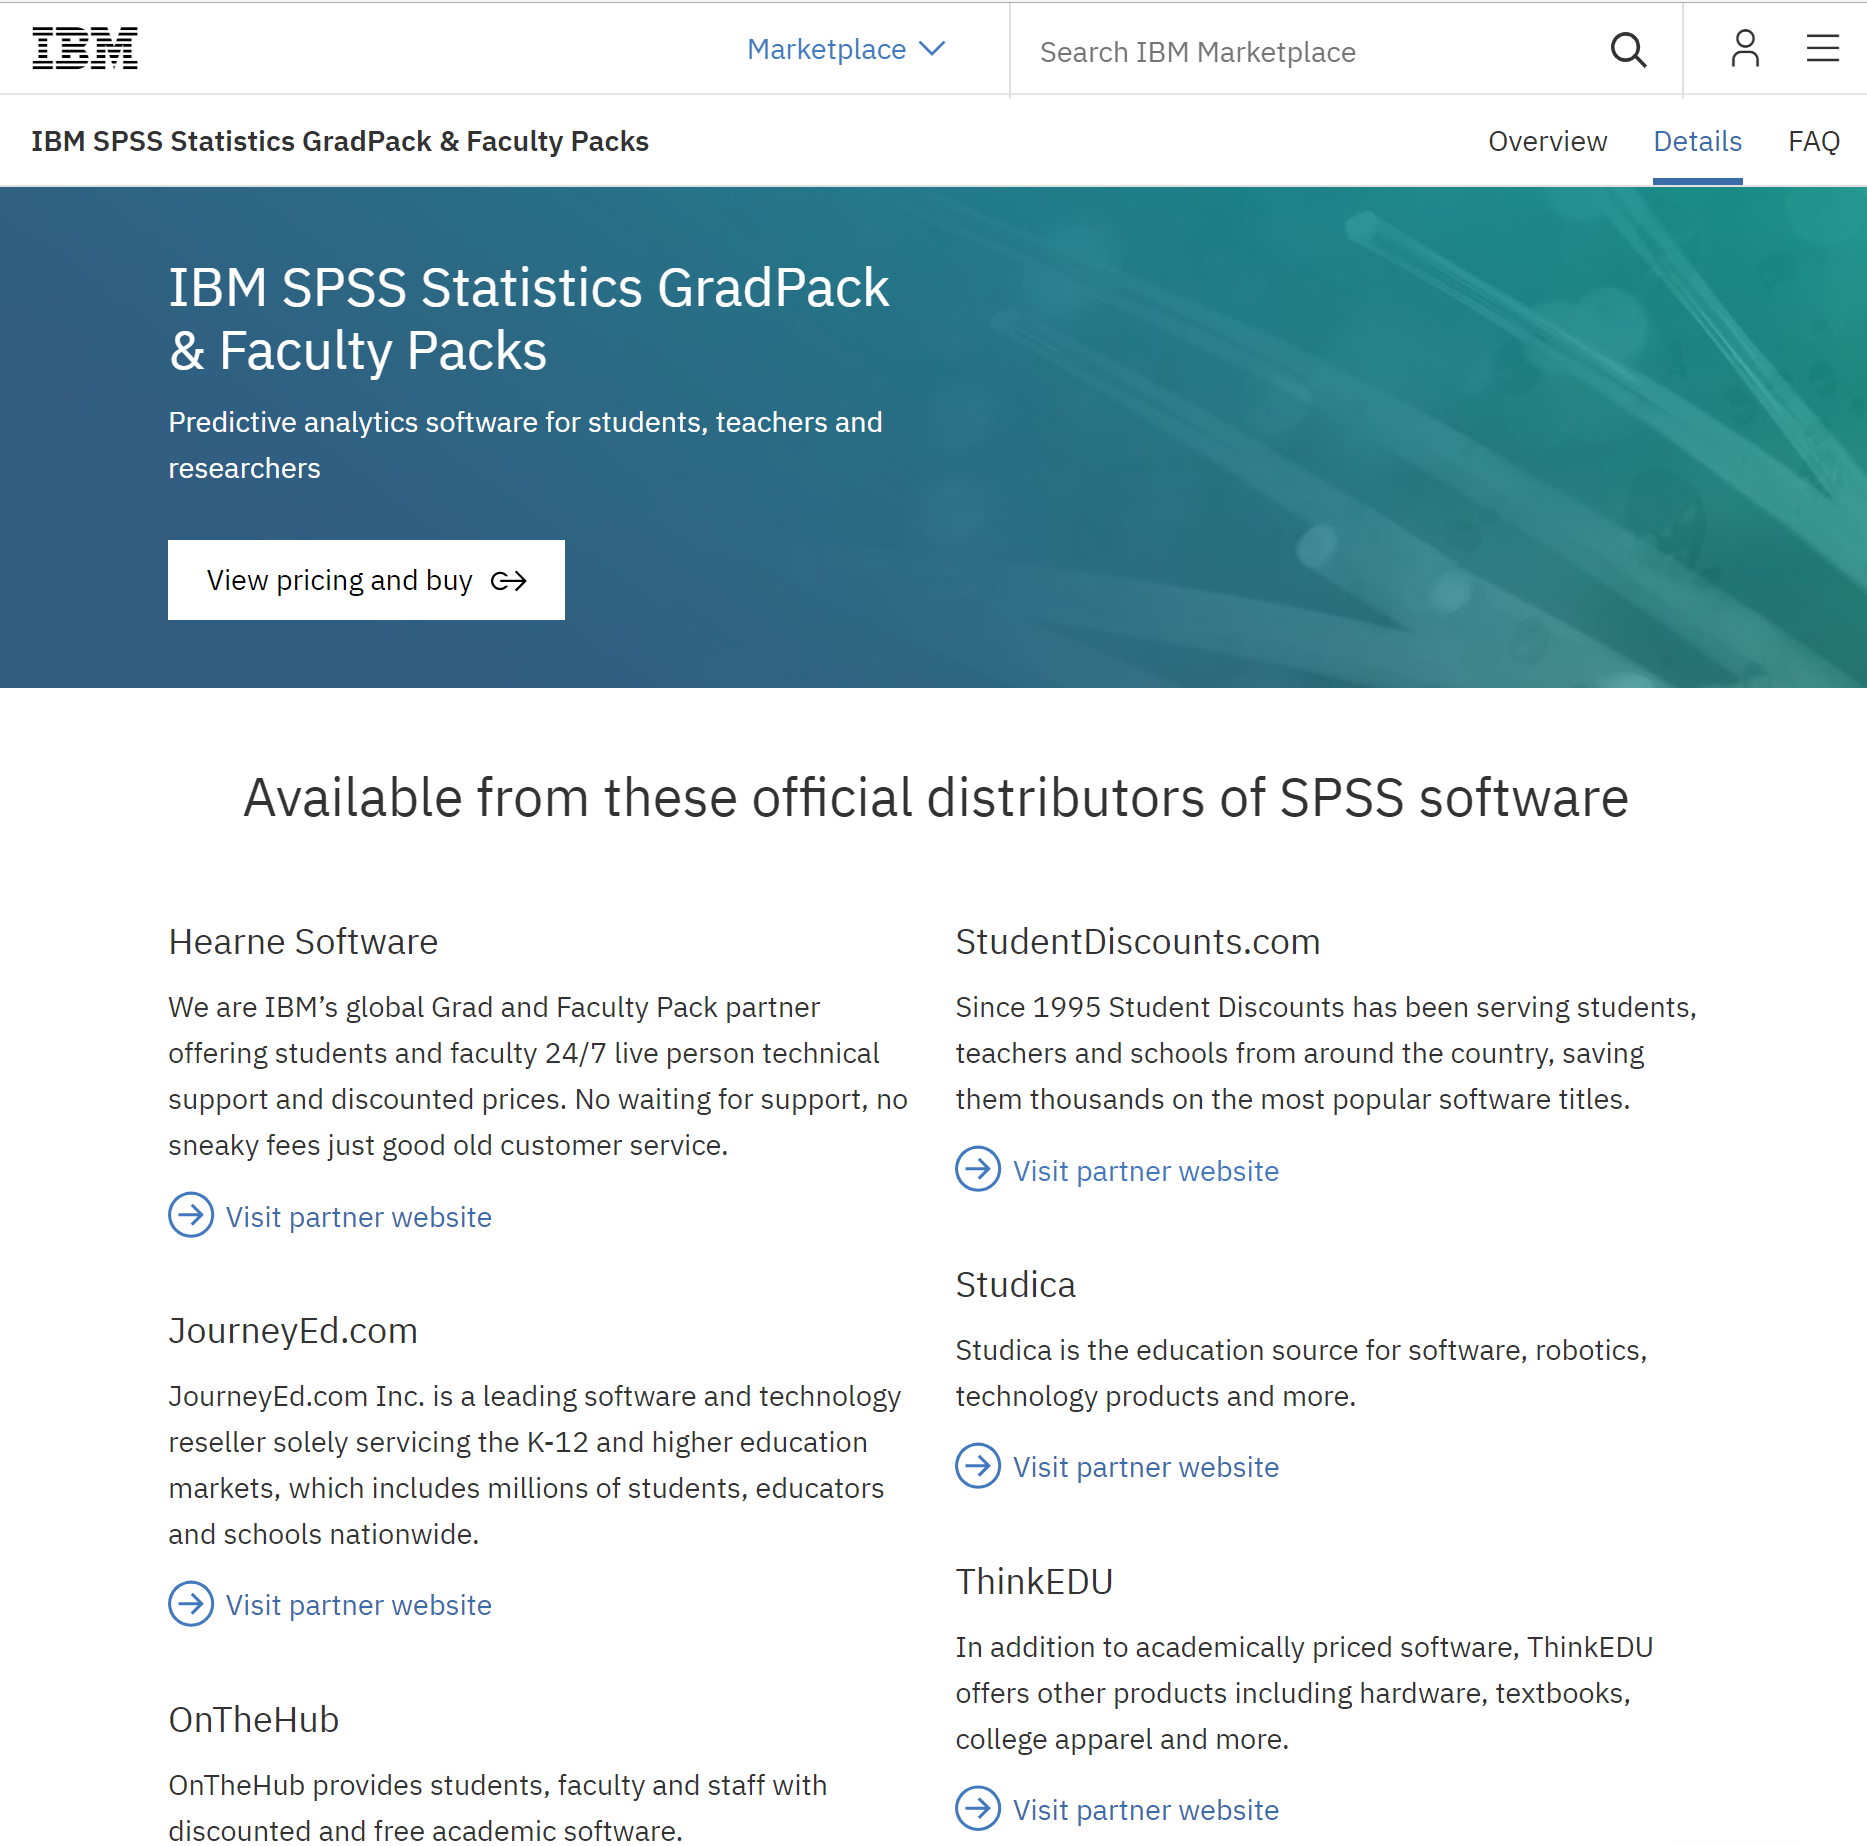 IBM
Marketplace
Search IBM Marketplace
IBM SPSS Statistics GradPack & Faculty Packs
Overview
Details
FAQ
IBM SPSS Statistics GradPack
& Faculty Packs
Predictive analytics software for students, teachers and
researchers
View pricing and buy
Available from these official distributors of SPSS software
Hearne Software
We are IBM’s global Grad and Faculty Pack partner
offering students and faculty 24/7 live person technical
support and discounted prices. No waiting for support, no
sneaky fees just good old customer service.
Visit partner website
JourneyEd.com
JourneyEd.com Inc. is a leading software and technology
reseller solely servicing the K-12 and higher education
markets, which includes millions of students, educators
and schools nationwide.
Visit partner website
OnTheHub
OnTheHub provides students, faculty and staff with
discounted and free academic software.
StudentDiscounts.com
Since 1995 Student Discounts has been serving students,
teachers and schools from around the country, saving
them thousands on the most popular software titles.
Visit partner website
Studica
Studica is the education source for software, robotics,
technology products and more.
Visit partner website
ThinkEDU
In addition to academically priced software, ThinkEDU
offers other products including hardware, textbooks,
college apparel and more.
Visit partner website